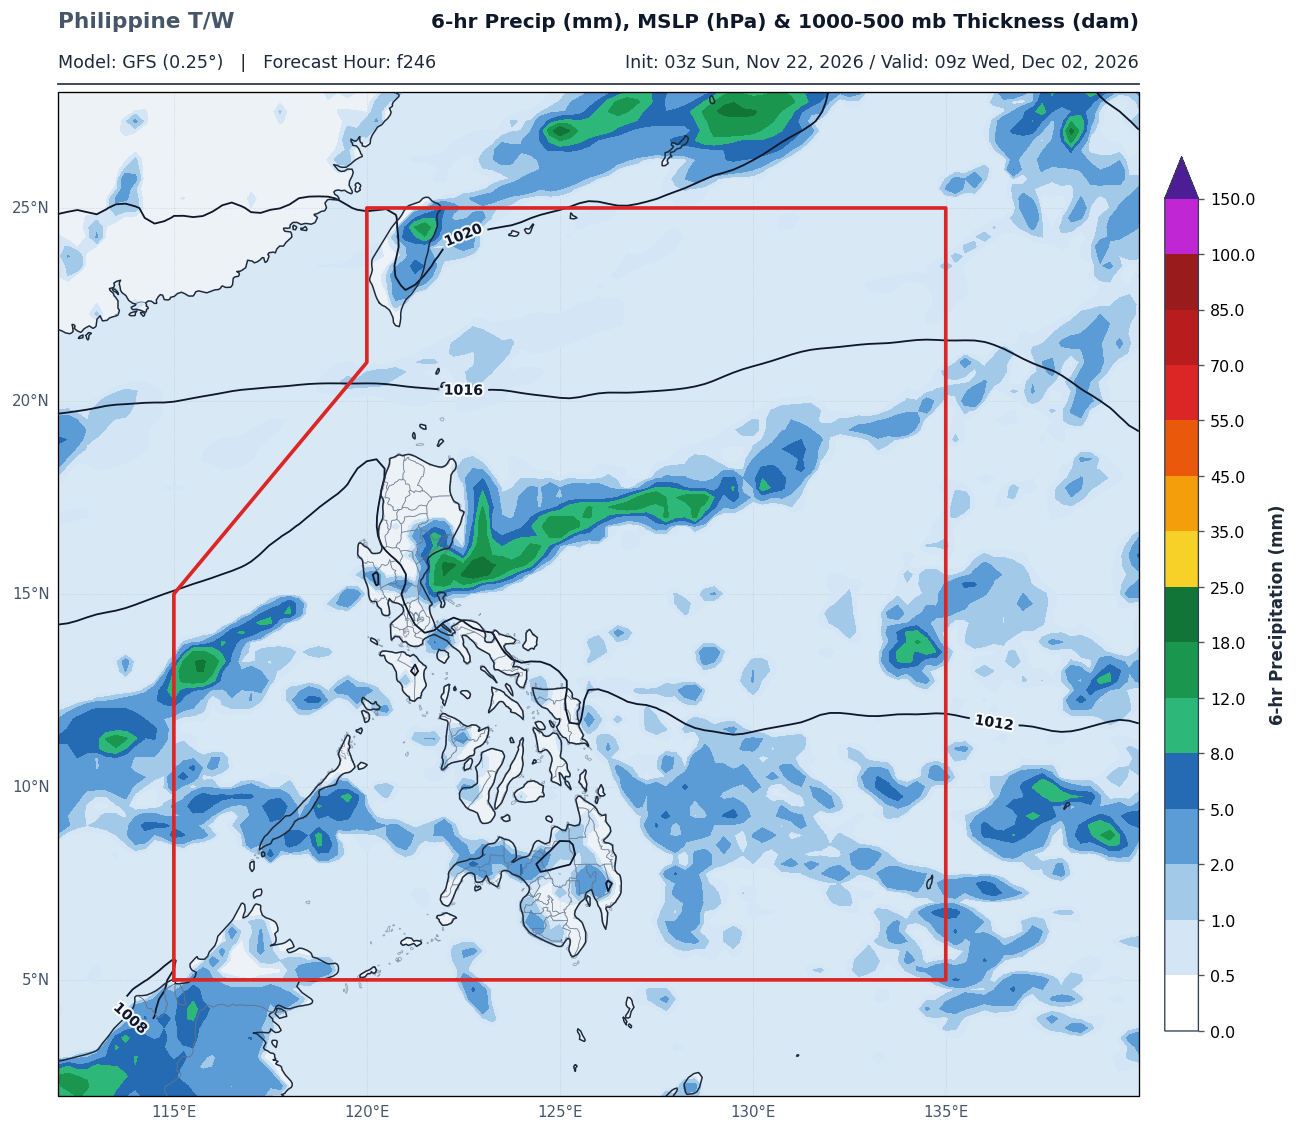 Philippine T/W
6-hr Precip (mm), MSLP (hPa) & 1000-500 mb Thickness (dam)
Model: GFS (0.25°) | Forecast Hour: f246
Init: 03z Sun, Nov 22, 2026 / Valid: 09z Wed, Dec 02, 2026
25°N
20°N
15°N
10°N
5°N
1020
1016
1012
1008
115°E
120°E
125°E
130°E
135°E
150.0
100.0
85.0
70.0
55.0
45.0
35.0
25.0
18.0
12.0
8.0
5.0
2.0
1.0
0.5
0.0
6-hr Precipitation (mm)